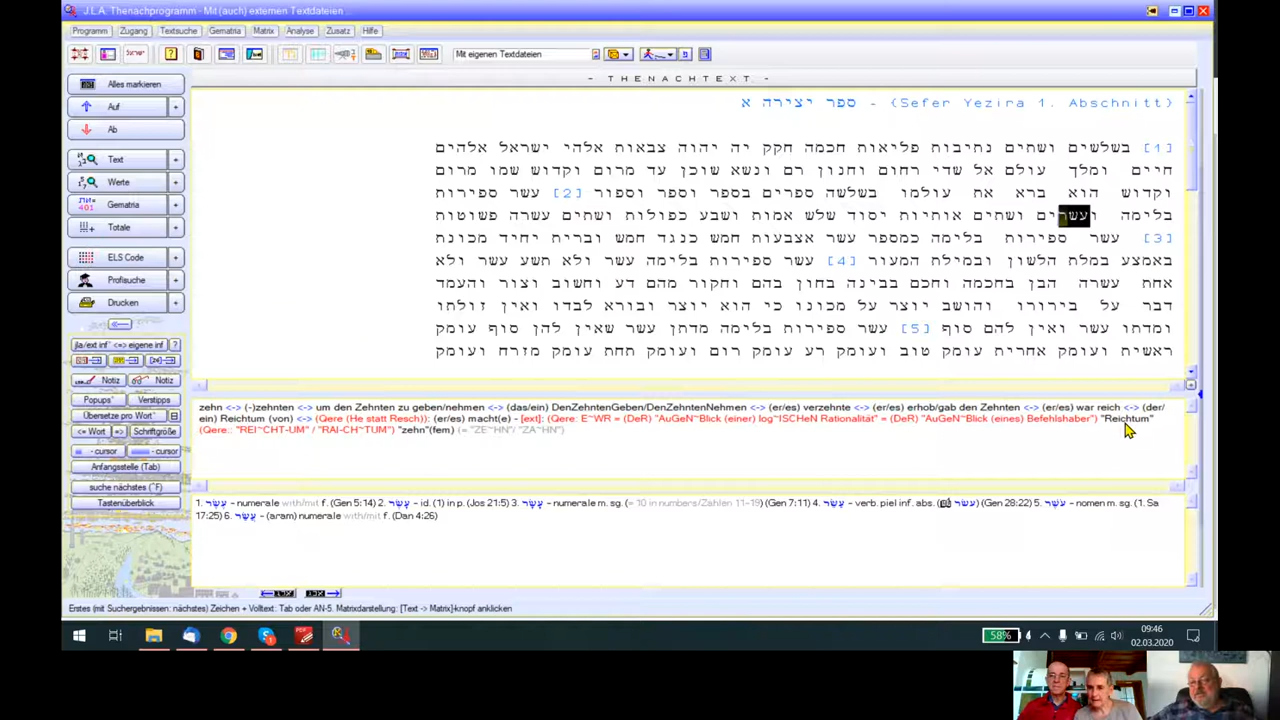 J.L.A. Thenachprogramm - Mit (auch) externen Textdateien
Programm Zugang Textsuche Gematria Matrix Analyse Zusatz Hilfe
Mit eigenen Textdateien
- T H E N A C H T E X T -
Alles markieren
Auf
Ab
Text
Werte
Gematria
Totale
ELS Code
Profisuche
Drucken
jla/ext inf' <=> eigene inf ?
Notiz Notiz
Popups' Verstipps
Übersetze pro Wort'
<= Wort => Schriftgröße
- cursor - cursor
Anfangsstelle (Tab)
suche nächstes (^F)
Tastenüberblick
ספר יצירה א - (Sefer Yezira 1. Abschnitt)
[1] בשלשים ושתים נתיבות פליאות חכמה חקק יה יהוה צבאות אלהי ישראל אלהים
חיים ומלך עולם אל שדי רחום וחנון רם ונשא שוכן עד מרום וקדוש שמו מרום
וקדוש הוא ברא את עולמו בשלשה ספרים בספר וספר וספור [2] עשר ספירות
בלימה ועשרים ושתים אותיות יסוד שלש אמות ושבע כפולות ושתים עשרה פשוטות
[3] עשר ספירות בלימה כמספר עשר אצבעות חמש כנגד חמש וברית יחיד מכונת
באמצע במלת הלשון ובמילת המעור [4] עשר ספירות בלימה עשר ולא תשע עשר ולא
אחת עשרה הבן בחכמה וחכם בבינה בחון בהם וחקור מהם דע וחשוב וצור והעמד
דבר על בירורו והושב יוצר על מכונו כי הוא יוצר ובורא לבדו ואין זולתו
ומדתו עשר ואין להם סוף [5] עשר ספירות בלימה מדתן עשר שאין להן סוף עומק
ראשית ועומק אחרית עומק טוב ועומק רע עומק רום ועומק תחת עומק מזרח ועומק
zehn <-> (-)zehnten <-> um den Zehnten zu geben/nehmen <-> (das/ein) DenZehntenGeben/DenZehntenNehmen <-> (er/es) verzehnte <-> (er/es) erhob/gab den Zehnten <-> (er/es) war reich <-> (der/
ein) Reichtum (von) <-> (Qere (He statt Resch)): (er/es) macht(e) - [ext]: (Qere: E~WR = (DeR) "AuGeN~Blick (einer) log~ISCHeN Rationalität" = (DeR) "AuGeN~Blick (eines) Befehlshaber") "Reichtum"
(Qere:: "REI~CHT-UM" / "RAI-CH~TUM") "zehn"(fem) (= "ZE~HN"/ "ZA~HN")
1. עֶשֶׂר – numerale with/mit f. (Gen 5:14) 2. – id. (1) in p. (Jos 21:5) 3. – numerale m. sg. (= 10 in numbers/Zahlen 11-19) (Gen 7:11) 4. – verb. piel inf. abs. (עשר) (Gen 28:22) 5. עֹשֶׁר – nomen m. sg. (1. Sa
17:25) 6. – (aram) numerale with/mit f. (Dan 4:26)
Erstes (mit Suchergebnissen: nächstes) Zeichen + Volltext: Tab oder AN-5. Matrixdarstellung: [Text -> Matrix]-knopf anklicken
58%
09:46
02.03.2020